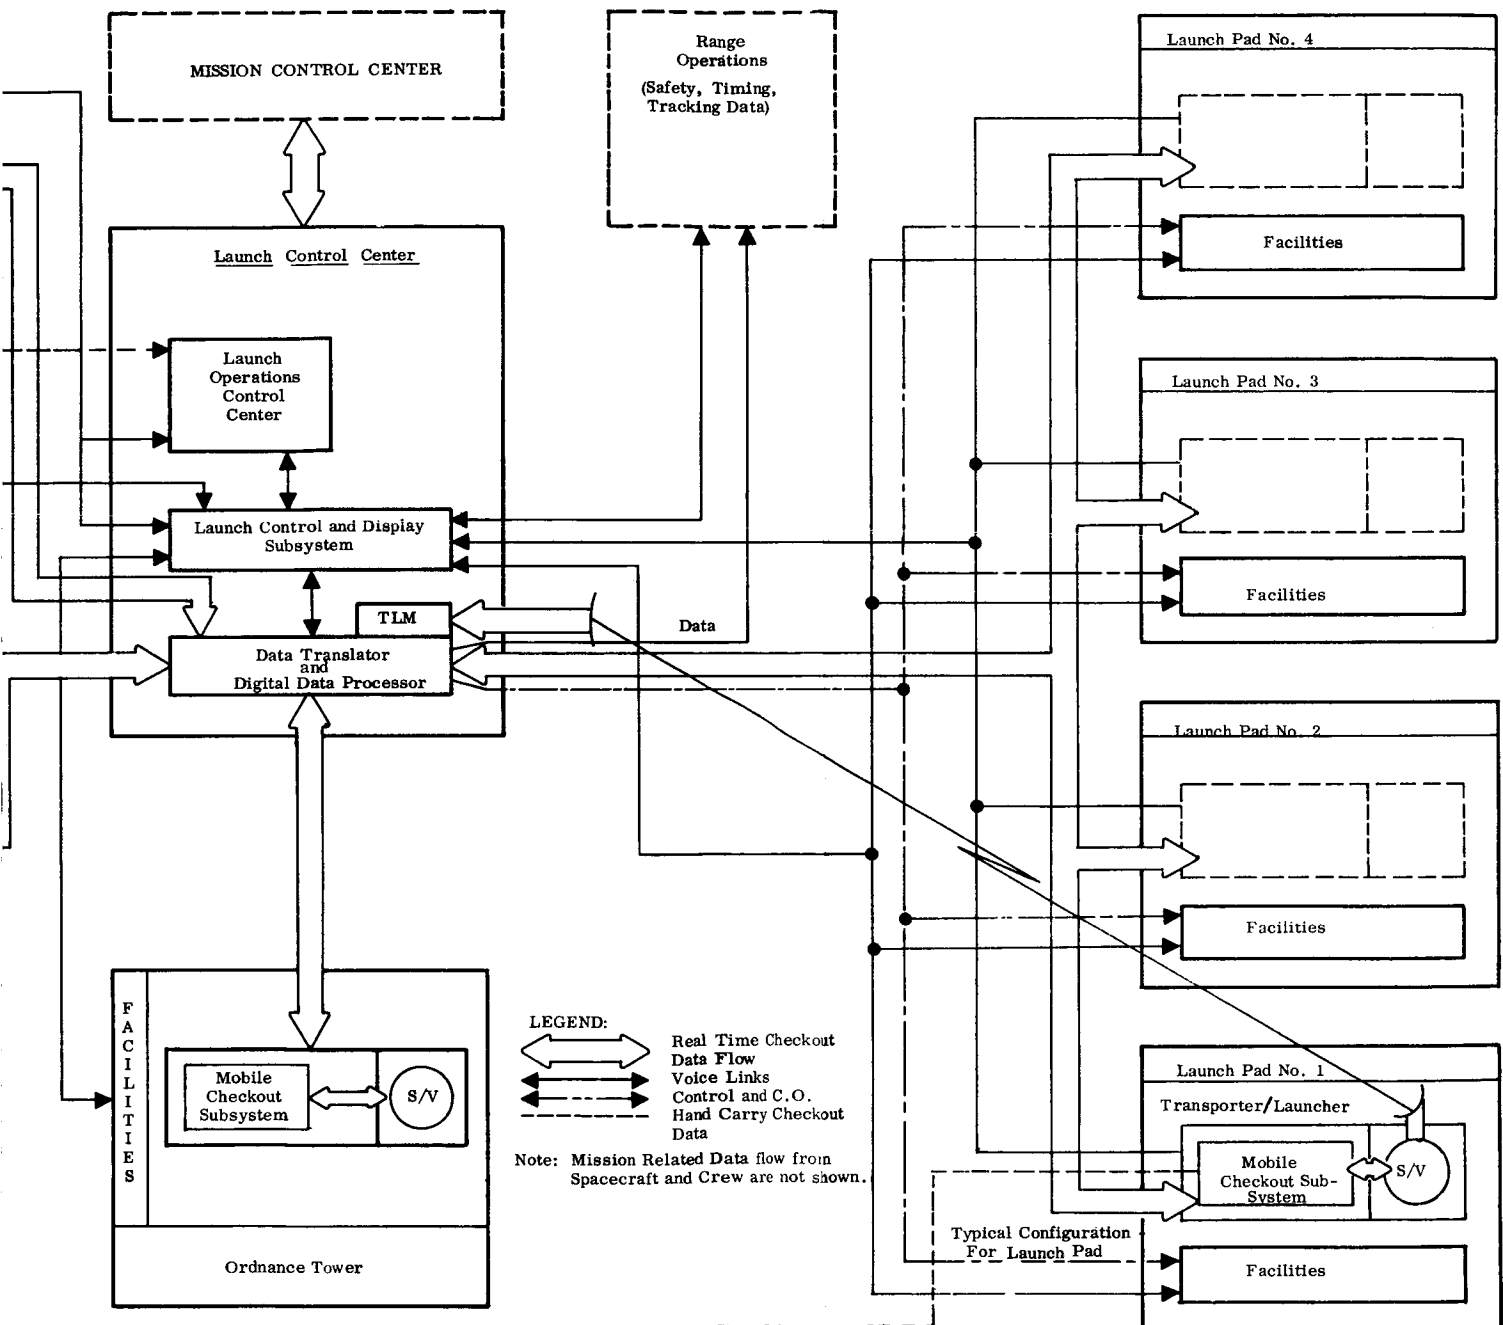 MISSION CONTROL CENTER
Range
Operations
(Safety, Timing,
Tracking Data)
Launch Pad No. 4
Facilities
Launch Control Center
Launch
Operations
Control
Center
Launch Control and Display
Subsystem
TLM
Data
Data Translator
and
Digital Data Processor
Launch Pad No. 3
Facilities
Launch Pad No. 2
Facilities
FACILITIES
Mobile
Checkout
Subsystem
S/V
Ordnance Tower
LEGEND:
Real Time Checkout
Data Flow
Voice Links
Control and C.O.
Hand Carry Checkout
Data
Note: Mission Related Data flow from
Spacecraft and Crew are not shown.
Launch Pad No. 1
Transporter/Launcher
Mobile
Checkout Sub-
System
S/V
Typical Configuration
For Launch Pad
Facilities